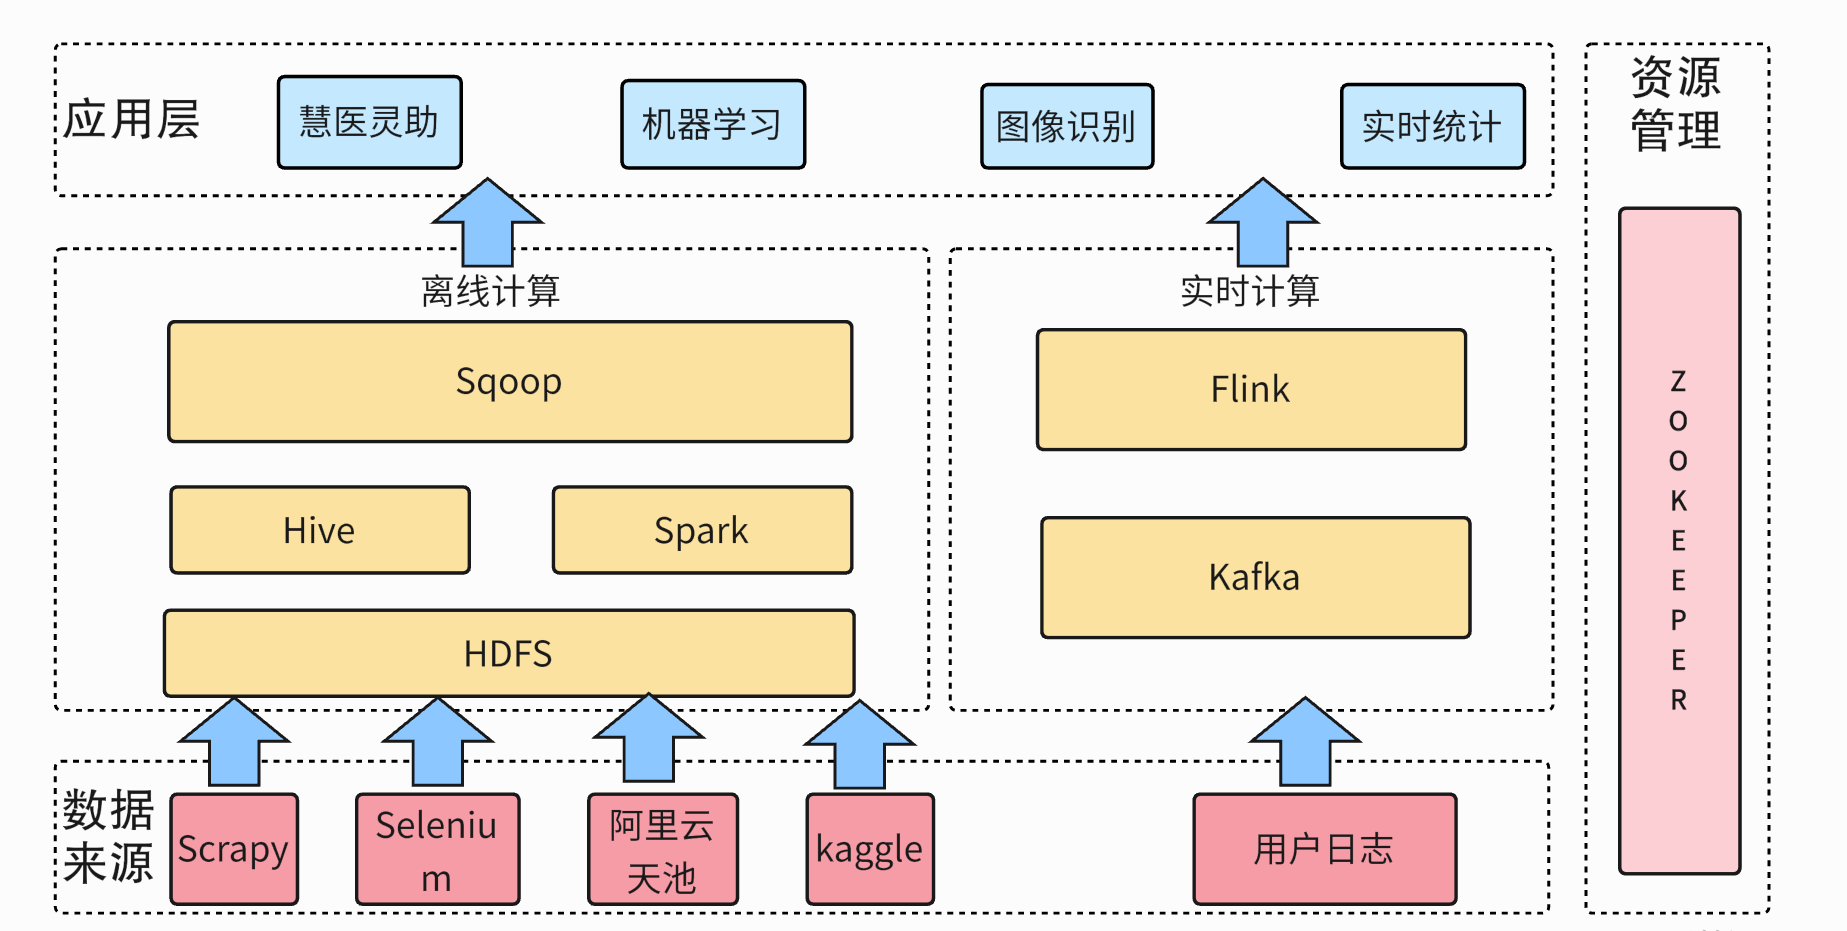 应用层
慧医灵助
机器学习
图像识别
实时统计
资源
管理
离线计算
实时计算
Sqoop
Flink
Hive
Spark
Kafka
HDFS
Z
O
O
K
E
E
P
E
R
数据
来源
Scrapy
Seleniu
m
阿里云
天池
kaggle
用户日志